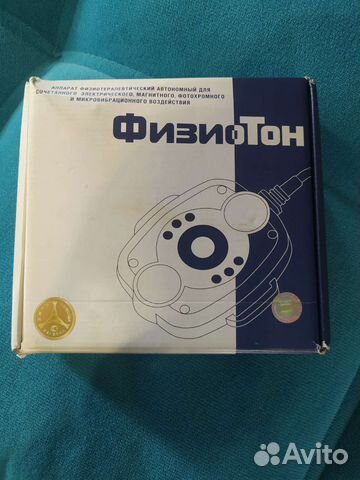 АППАРАТ ФИЗИОТЕРАПЕВТИЧЕСКИЙ АВТОНОМНЫЙ ДЛЯ
СОЧЕТАННОГО ЭЛЕКТРИЧЕСКОГО, МАГНИТНОГО, ФОТОХРОМНОГО
И МИКРОВИБРАЦИОННОГО ВОЗДЕЙСТВИЯ
ФизиоТон
Avito